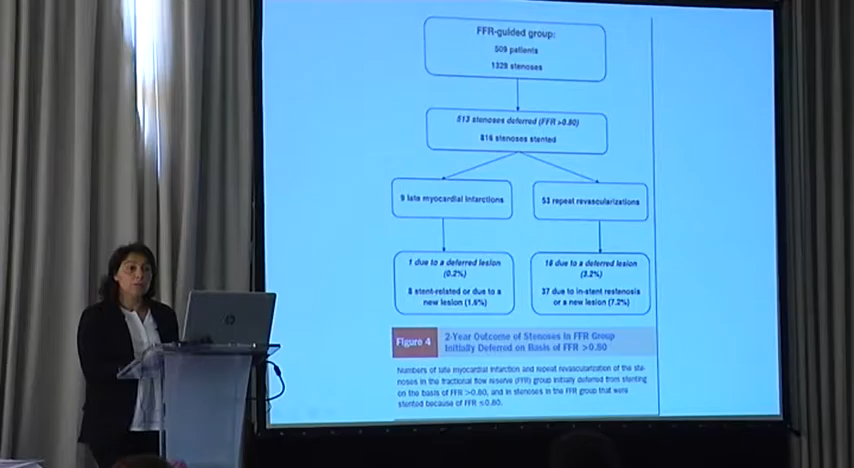 FFR-guided group:
509 patients
1329 stenoses
513 stenoses deferred (FFR >0.80)
816 stenoses stented
9 late myocardial infarctions
53 repeat revascularizations
1 due to a deferred lesion
(0.2%)
8 stent-related or due to a
new lesion (1.6%)
16 due to a deferred lesion
(3.2%)
37 due to in-stent restenosis
or a new lesion (7.2%)
Figure 4
2-Year Outcome of Stenoses in FFR Group
Initially Deferred on Basis of FFR >0.80
Numbers of late myocardial infarction and repeat revascularization of the ste-
noses in the fractional flow reserve (FFR) group initially deferred from stenting
on the basis of FFR >0.80, and in stenoses in the FFR group that were
stented because of FFR ≤0.80.
hp